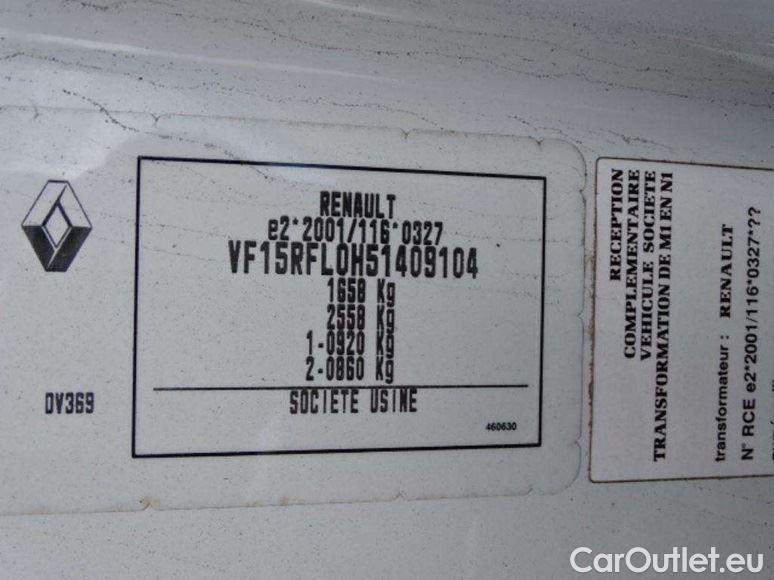 RENAULT
e2*2001/116*0327
VF15RFL0H51409104
1658 Kg
2558 Kg
1-0920 Kg
2-0860 Kg
SOCIETE USINE
460630
DV369
RECEPTION
COMPLEMENTAIRE
VEHICULE SOCIETE
TRANSFORMATION DE M1 EN N1
transformateur : RENAULT
N° RCE e2*2001/116*0327*??
CarOutlet.eu